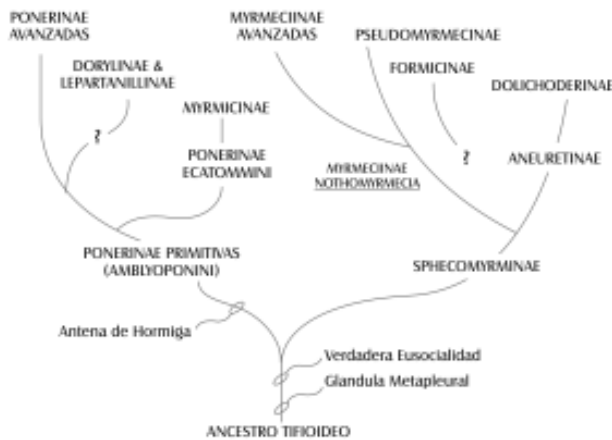 PONERINAE
AVANZADAS
MYRMECIINAE
AVANZADAS
PSEUDOMYRMECINAE
DORYLINAE &
LEPARTANILLINAE
FORMICINAE
DOLICHODERINAE
MYRMICINAE
?
PONERINAE
ECATOMMINI
MYRMECIINAE
NOTHOMYRMECIA
?
ANEURETINAE
PONERINAE PRIMITIVAS
(AMBLYOPONINI)
SPHECOMYRMINAE
Antena de Hormiga
Verdadera Eusocialidad
Glandula Metapleural
ANCESTRO TIFIOIDEO